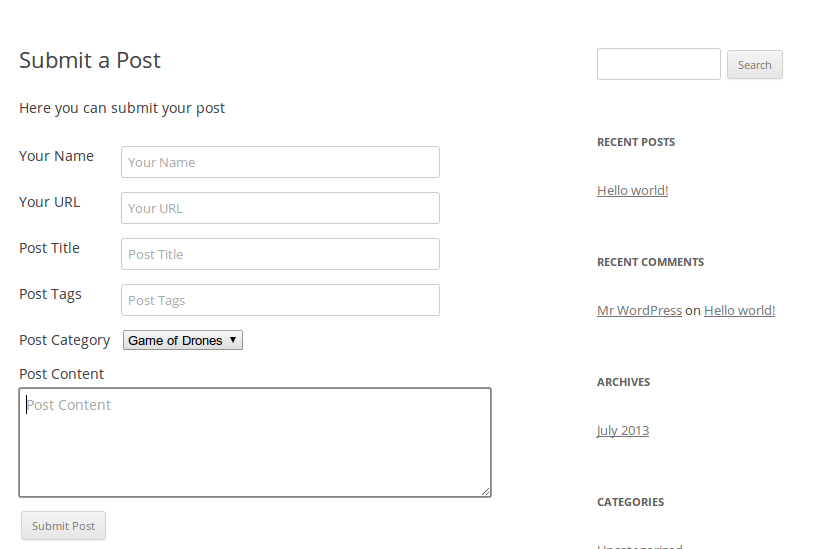 Submit a Post
Here you can submit your post
Your Name Your Name
Your URL Your URL
Post Title Post Title
Post Tags Post Tags
Post Category Game of Drones
Post Content
Post Content
Submit Post
Search
RECENT POSTS
Hello world!
RECENT COMMENTS
Mr WordPress on Hello world!
ARCHIVES
July 2013
CATEGORIES
Uncategorized